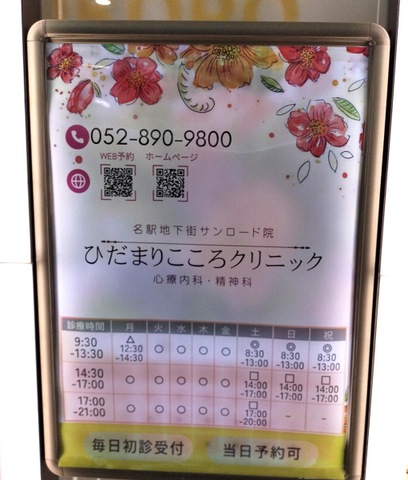 052-890-9800
WEB予約 ホームページ
名駅地下街サンロード院
ひだまりこころクリニック
心療内科・精神科
診療時間 月 火 水 木 金 土 日 祝
9:30-13:30 △12:30-14:30 ○ ○ ○ ○ ◎8:30-13:00 ◎8:30-13:00 ◎8:30-13:00
14:30-17:00 ○ ○ ○ ○ ○ □14:00-17:00 □14:00-17:00 □14:00-17:00
17:00-21:00 ○ ○ ○ ○ ○ □17:00-20:00 − −
毎日初診受付 当日予約可